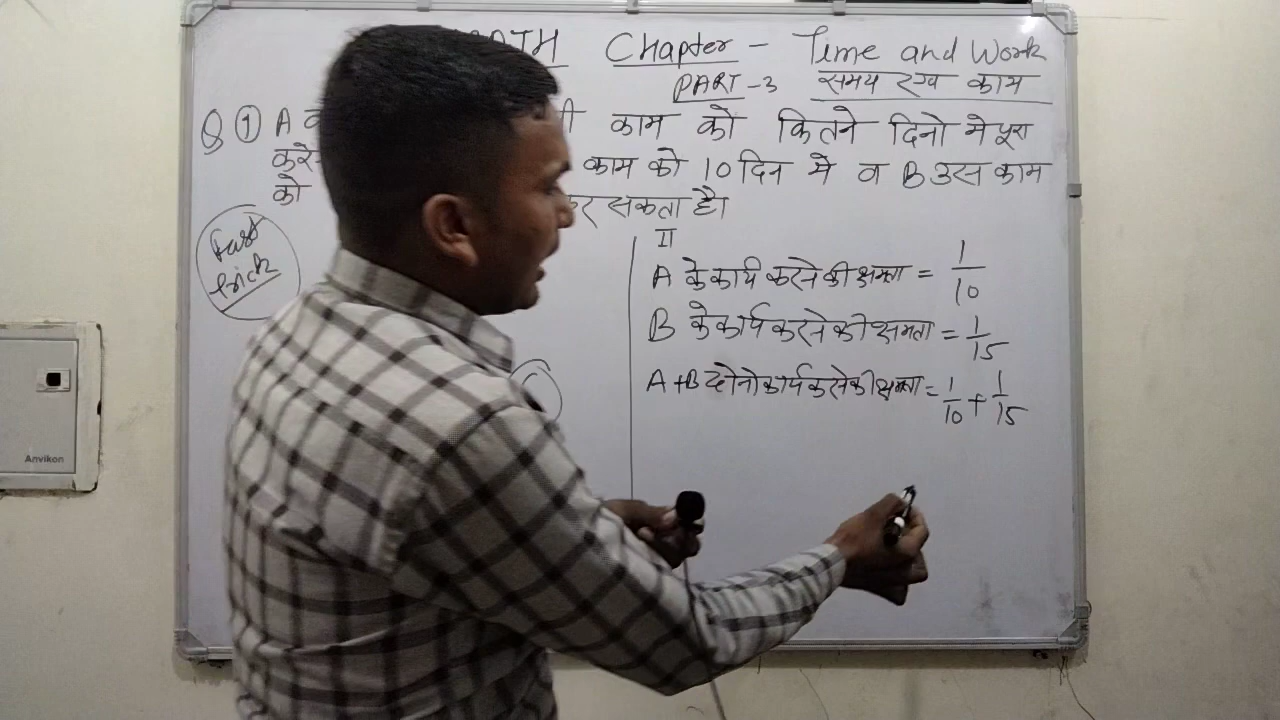 Chapter - Time and Work
PART-3 समय एवं काम
Q ① A काम को कितने दिनो मे पूरा
करे काम को 10 दिन मे व B उस काम
को कर सकता है।
Fast trick
II
A के कार्य करने की क्षमता = 1/10
B के कार्य करने की क्षमता = 1/15
A+B दोनो कार्य करने की क्षमता = 1/10 + 1/15
Anvikon